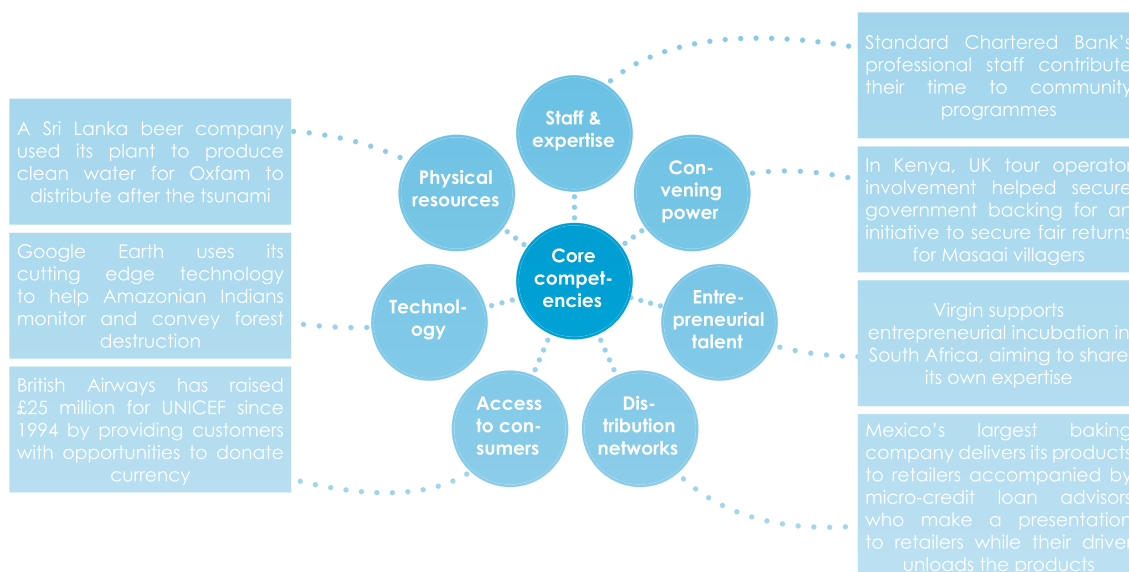 Standard Chartered Bank's
professional staff contribute
their time to community
programmes
Staff &
expertise
A Sri Lanka beer company
used its plant to produce
clean water for Oxfam to
distribute after the tsunami
Physical
resources
Con-
vening
power
In Kenya, UK tour operator
involvement helped secure
government backing for an
initiative to secure fair returns
for Masaai villagers
Core
compet-
encies
Google Earth uses its
cutting edge technology
to help Amazonian Indians
monitor and convey forest
destruction
Technol-
ogy
Entre-
preneurial
talent
Virgin supports
entrepreneurial incubation in
South Africa, aiming to share
its own expertise
British Airways has raised
£25 million for UNICEF since
1994 by providing customers
with opportunities to donate
currency
Access
to con-
sumers
Dis-
tribution
networks
Mexico's largest baking
company delivers its products
to retailers accompanied by
micro-credit loan advisors
who make a presentation
to retailers while their driver
unloads the products